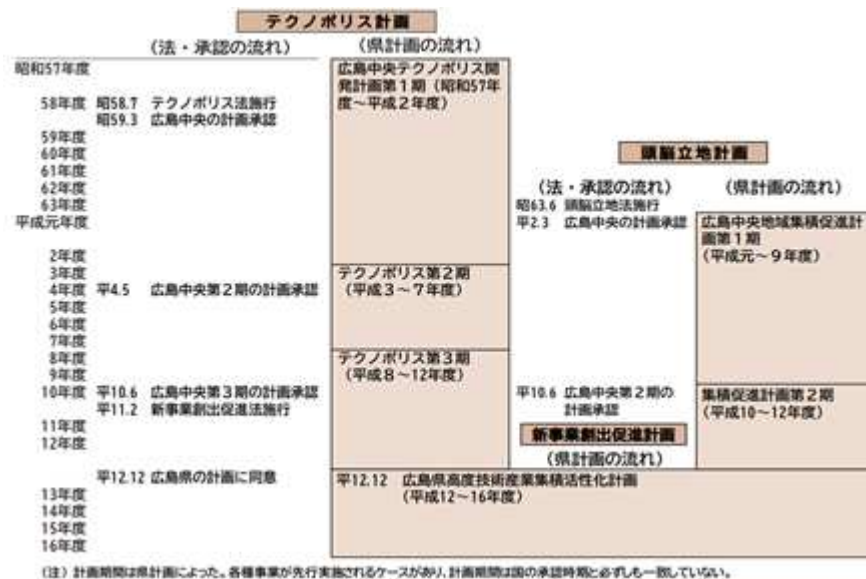 テクノポリス計画
(法・承認の流れ)
(県計画の流れ)
昭和57年度
広島中央テクノポリス開
発計画第1期(昭和57年
度~平成2年度)
58年度 昭58.7 テクノポリス法施行
昭59.3 広島中央の計画承認
59年度
60年度
61年度
62年度
63年度
平成元年度
頭脳立地計画
(法・承認の流れ)
(県計画の流れ)
昭63.6 頭脳立地法施行
平2.3 広島中央の計画承認
広島中央地域集積促進計
画第1期
(平成元~9年度)
2年度
3年度
テクノポリス第2期
(平成3~7年度)
4年度 平4.5 広島中央第2期の計画承認
5年度
6年度
7年度
8年度
テクノポリス第3期
(平成8~12年度)
9年度
10年度 平10.6 広島中央第3期の計画承認
平11.2 新事業創出促進法施行
平10.6 広島中央第2期の
計画承認
集積促進計画第2期
(平成10~12年度)
11年度
12年度
新事業創出促進計画
(県計画の流れ)
平12.12 広島県の計画に同意
平12.12 広島県高度技術産業集積活性化計画
(平成12~16年度)
13年度
14年度
15年度
16年度
(注)計画期間は県計画によった。各種事業が先行実施されるケースがあり、計画期間は国の承認時期と必ずしも一致していない。